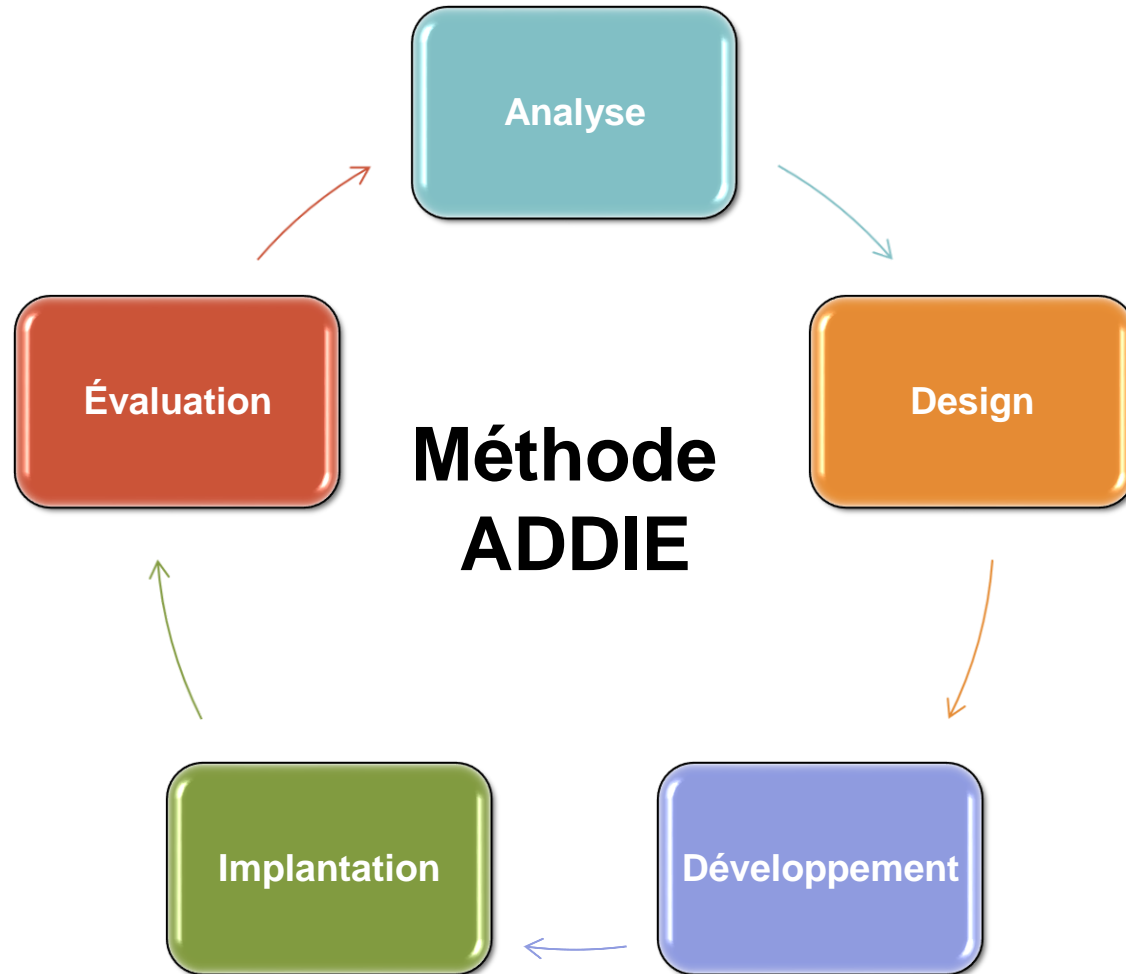 Analyse
Évaluation
Design
Méthode
ADDIE
Implantation
Développement